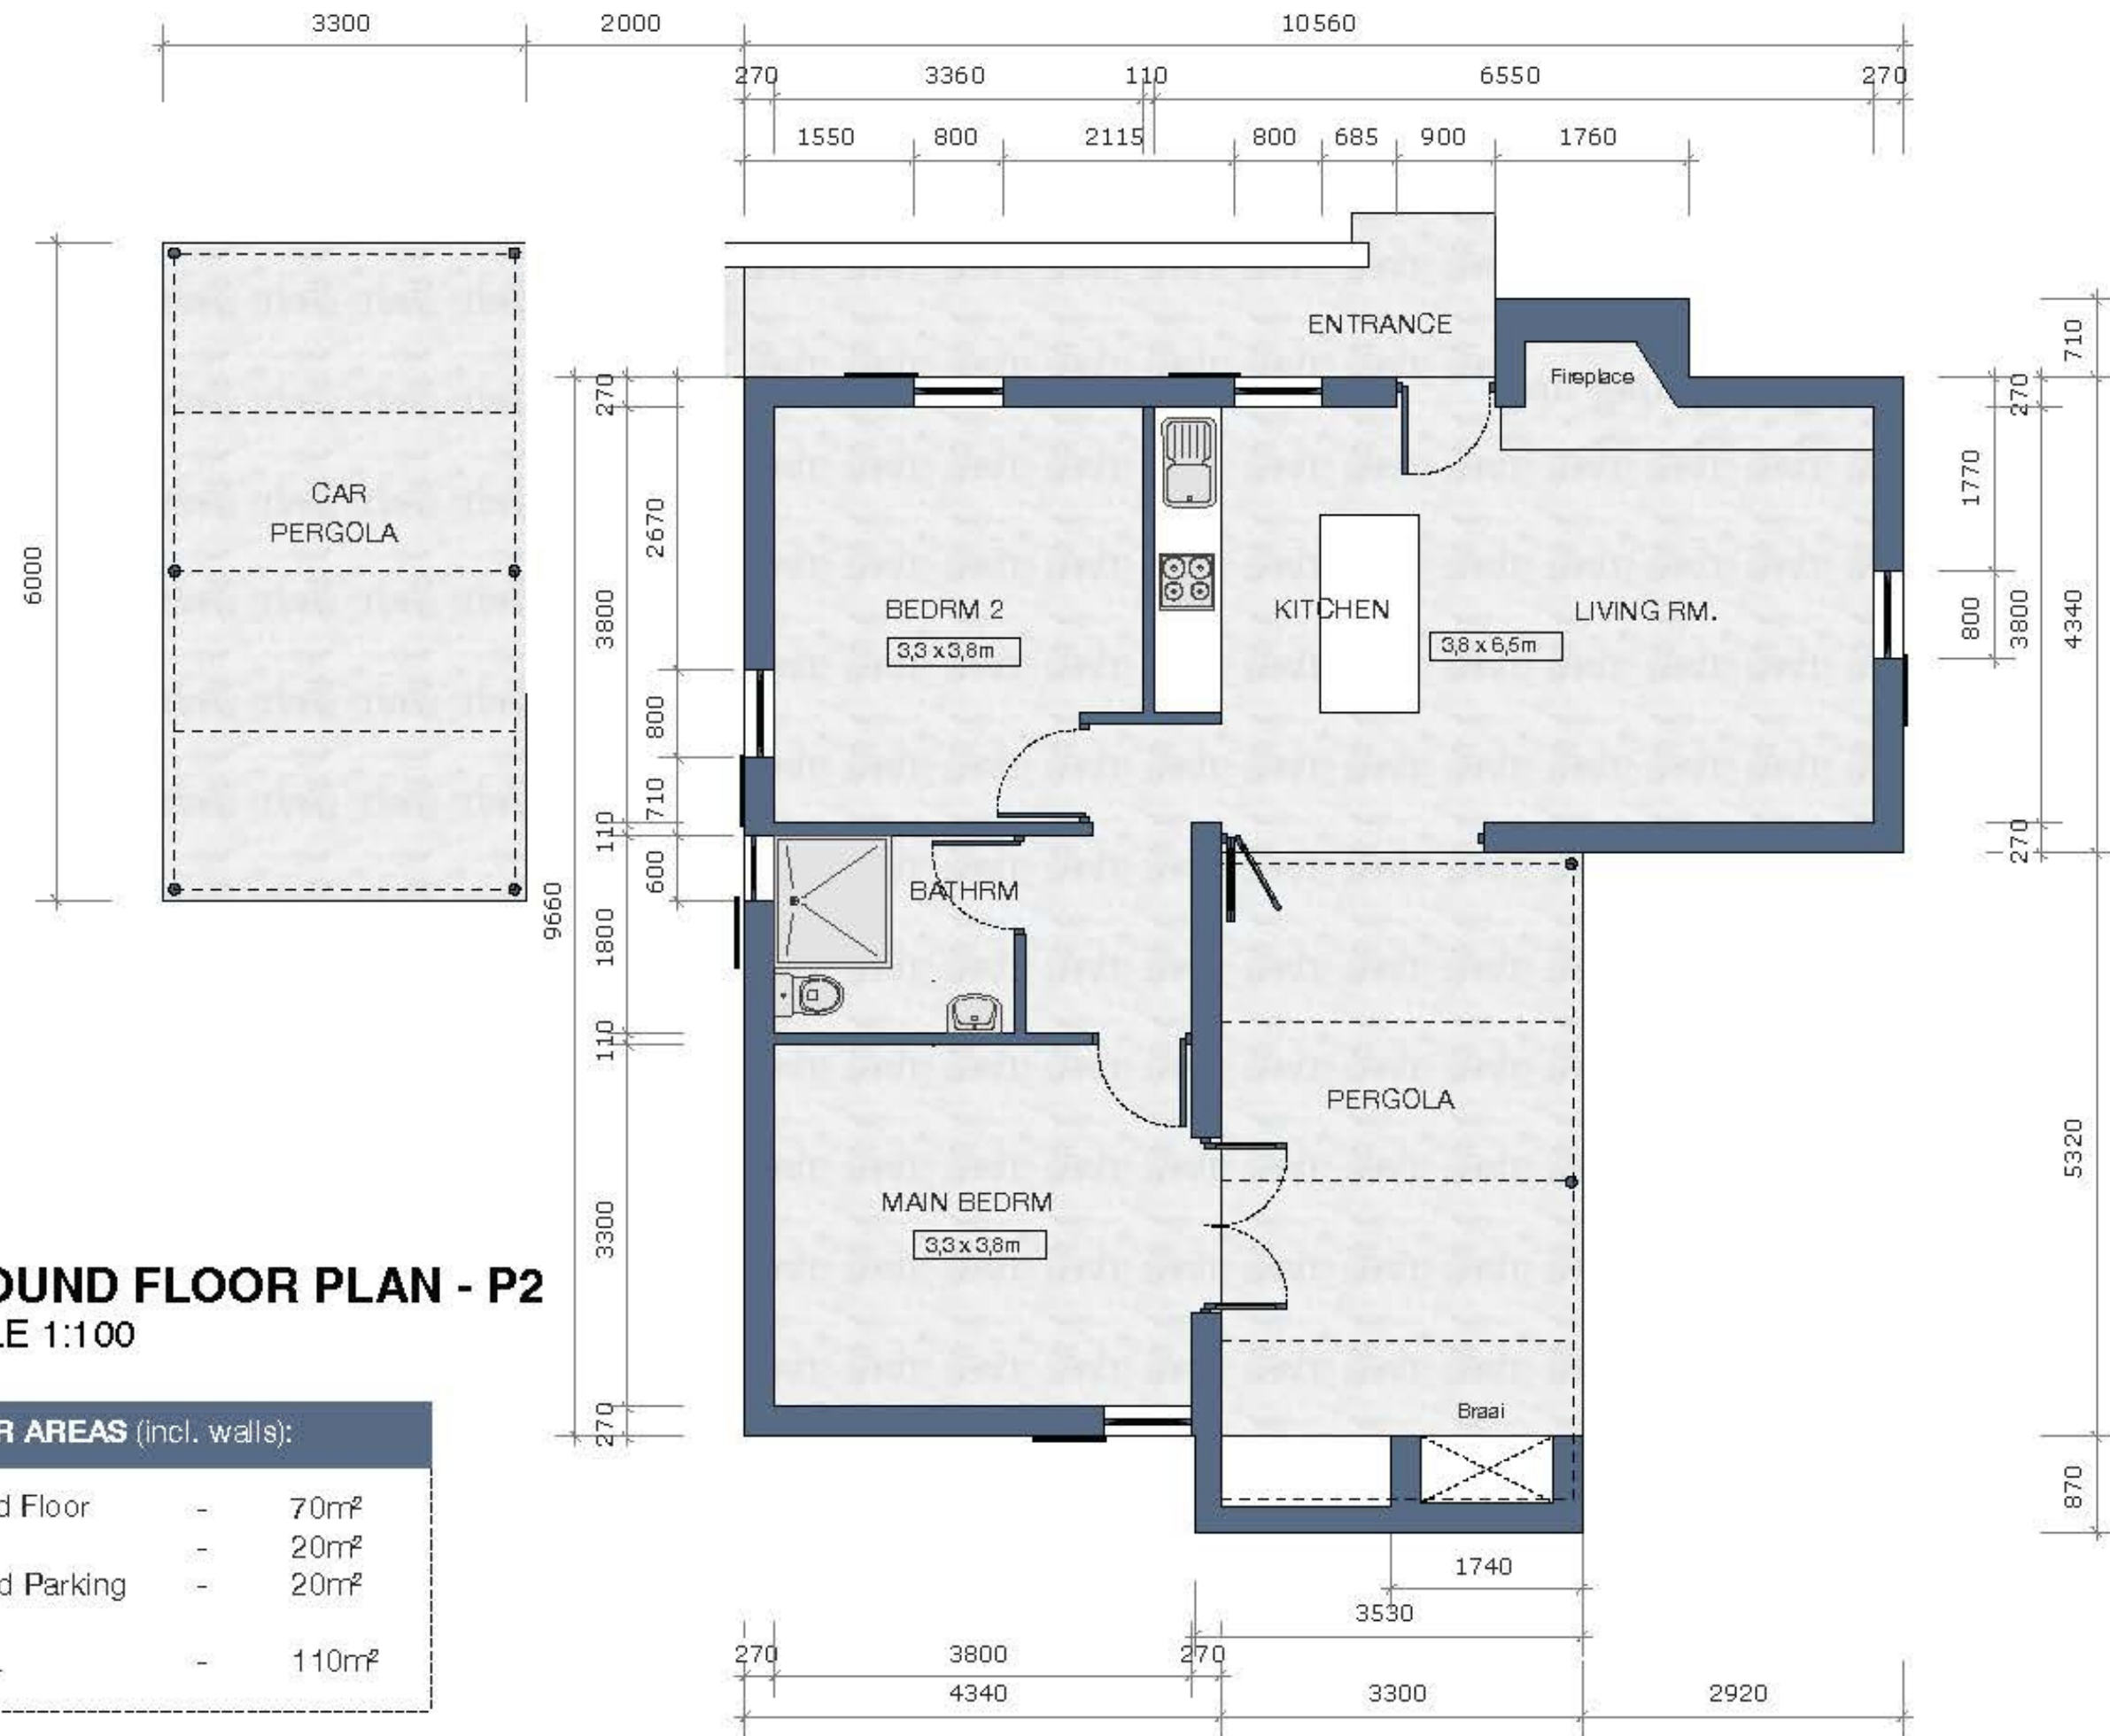 3300 2000 10560
270 3360 110 6550 270
1550 800 2115 800 685 900 1760
ENTRANCE
Fireplace
CAR
PERGOLA
6000
BEDRM 2
3,3 x 3,8m
KITCHEN
LIVING RM.
3,8 x 6,5m
BATHRM
MAIN BEDRM
3,3 x 3,8m
PERGOLA
Braai
9660
270
3800
110
1800
110
3300
270
2670
800
710
600
1770
800
270
3800
270
710
4340
5320
870
1740
3530
270 3800 270
4340 3300 2920
OUND FLOOR PLAN - P2
LE 1:100
R AREAS (incl. walls):
d Floor - 70m²
- 20m²
d Parking - 20m²
- 110m²